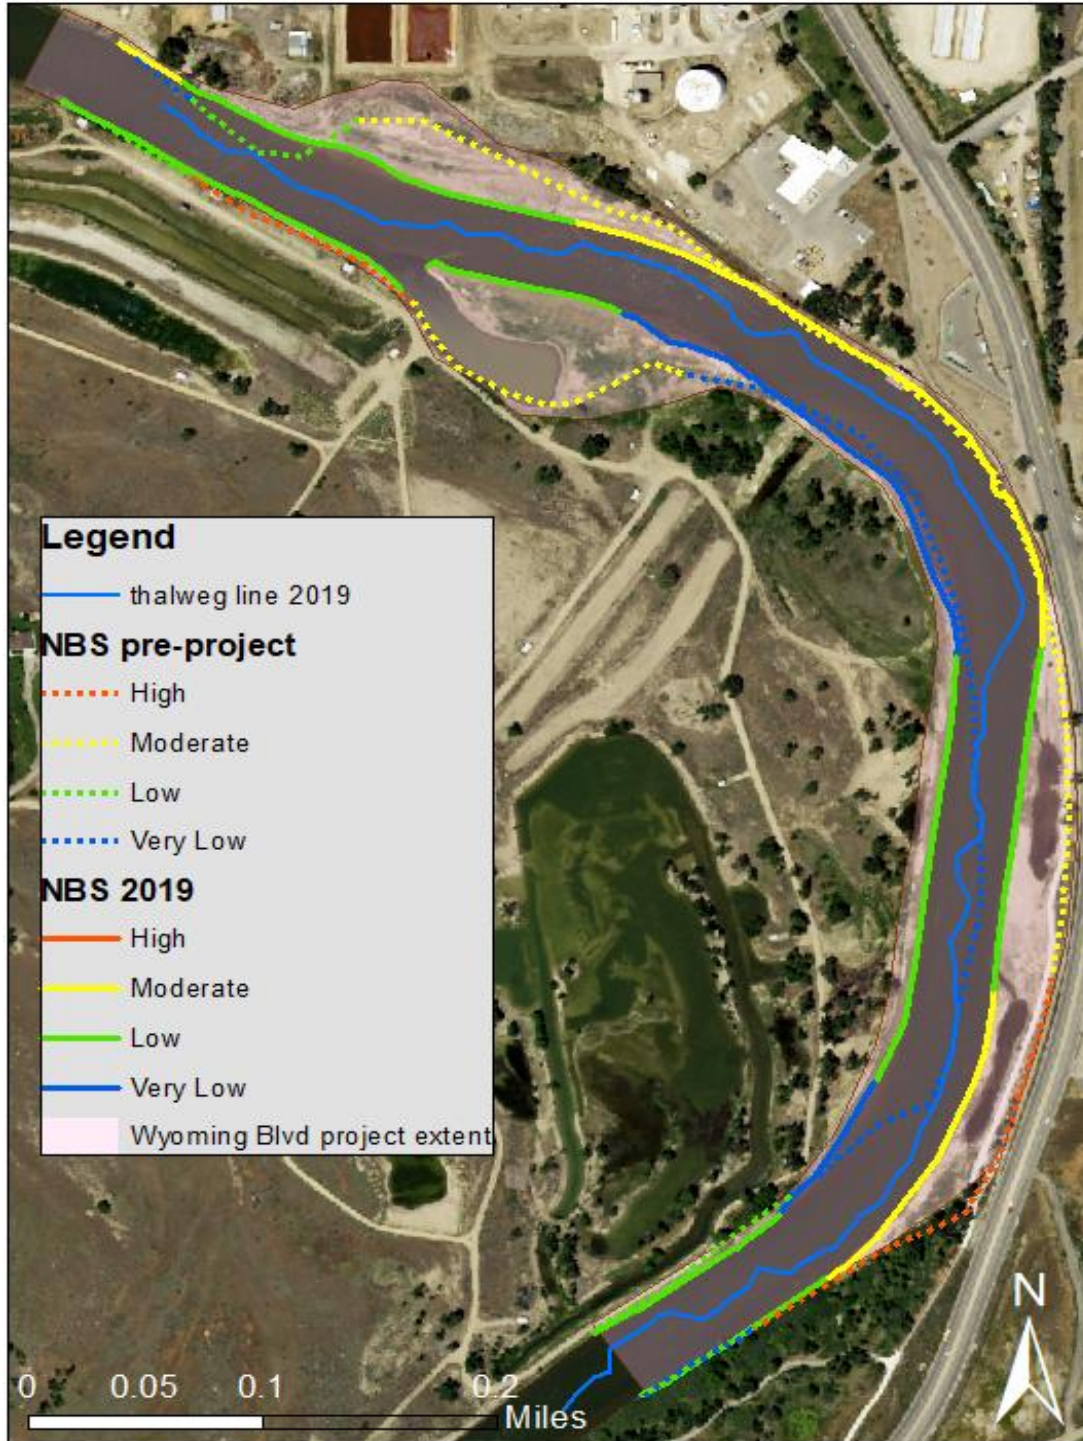 Legend
thalweg line 2019
NBS pre-project
High
Moderate
Low
Very Low
NBS 2019
High
Moderate
Low
Very Low
Wyoming Blvd project extent
N
0 0.05 0.1 0.2
Miles